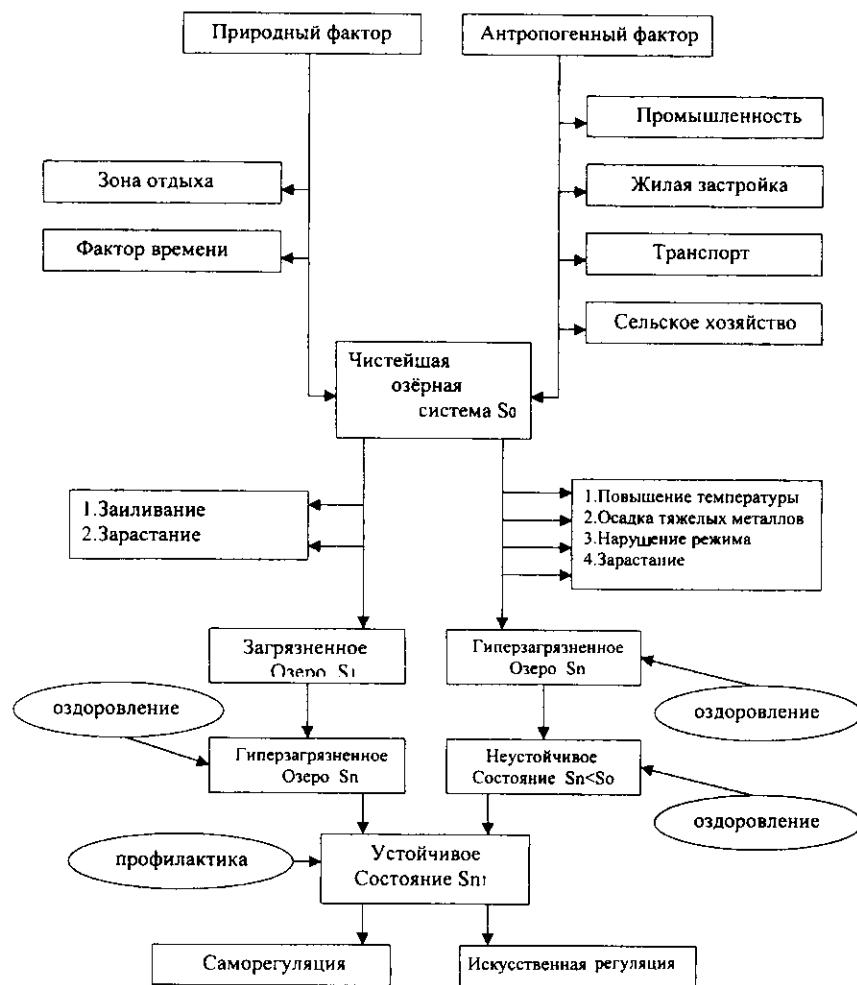 Природный фактор
Антропогенный фактор
Промышленность
Зона отдыха
Жилая застройка
Фактор времени
Транспорт
Сельское хозяйство
Чистейшая
озёрная
система S0
1.Заиливание
2.Зарастание
1.Повышение температуры
2.Осадка тяжелых металлов
3.Нарушение режима
4.Зарастание
Загрязненное
Озеро S1
Гиперзагрязненное
Озеро Sn
оздоровление
оздоровление
Гиперзагрязненное
Озеро Sn
Неустойчивое
Состояние Sn<So
оздоровление
профилактика
Устойчивое
Состояние Sn1
Саморегуляция
Искусственная регуляция